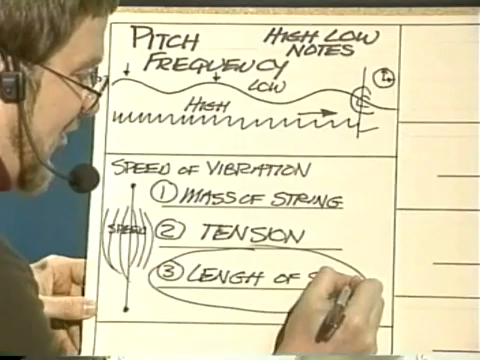 PITCH HIGH LOW
FREQUENCY NOTES
LOW
HIGH
SPEED OF VIBRATION
① MASS OF STRING
SPEED
② TENSION
③ LENGH OF S